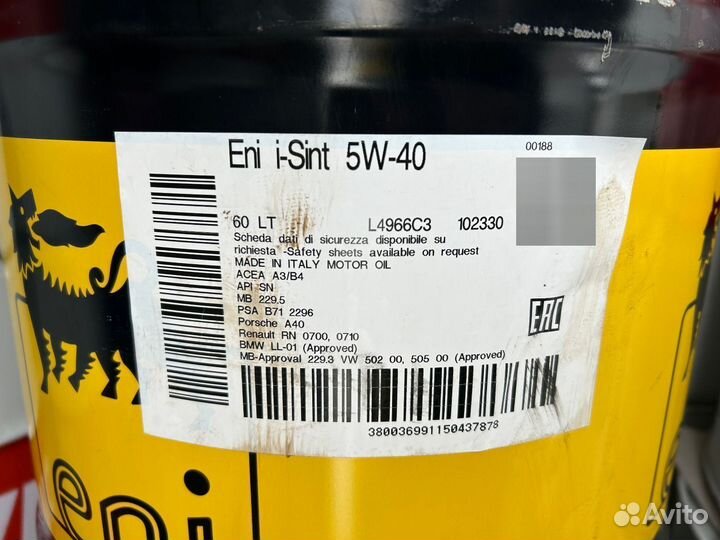 Eni i-Sint 5W-40
00188
60 LT L4966C3 102330
Scheda dati di sicurezza disponibile su
richiesta -Safety sheets available on request
MADE IN ITALY MOTOR OIL
ACEA A3/B4
API SN
MB 229.5
PSA B71 2296
Porsche A40
Renault RN 0700, 0710
BMW LL-01 (Approved)
MB-Approval 229.3 VW 502 00, 505 00 (Approved)
EAC
380036991150437878
eni
Avito